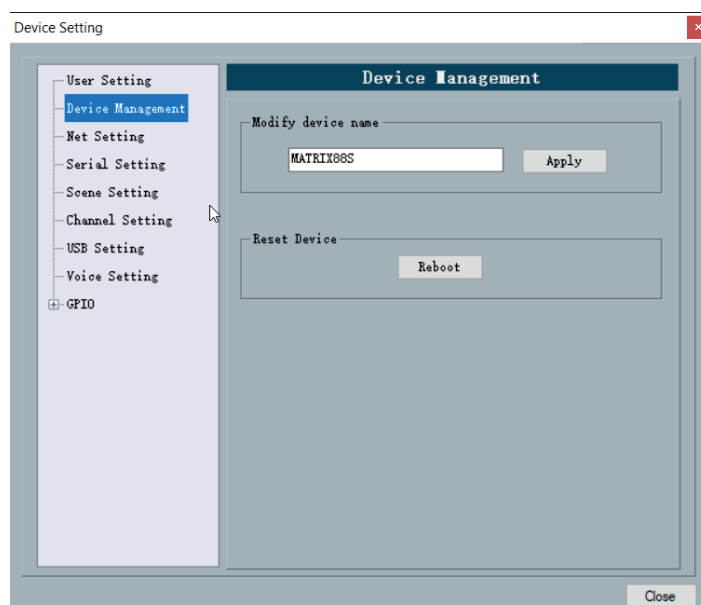 Device Setting
User Setting
Device Management
Net Setting
Serial Setting
Scene Setting
Channel Setting
USB Setting
Voice Setting
GPIO
Device Management
Modify device name
MATRIX88S
Apply
Reset Device
Reboot
Close